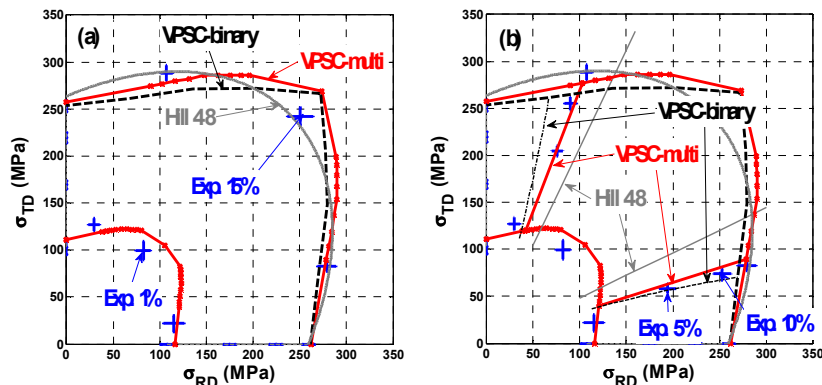 (a)
VPSC-binary
VPSC-multi
Hill 48
Exp. 15%
Exp. 1%
350
300
250
200
150
100
50
0
σTD (MPa)
0 50 100 150 200 250 300 350
σRD (MPa)
(b)
VPSC-binary
VPSC-multi
Hill 48
Exp. 5%
Exp. 10%
350
300
250
200
150
100
50
0
σTD (MPa)
0 50 100 150 200 250 300 350
σRD (MPa)